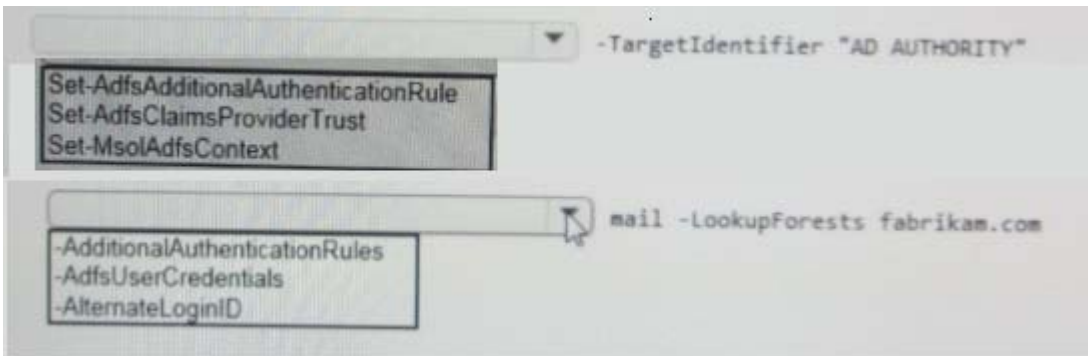 -TargetIdentifier "AD AUTHORITY"
Set-AdfsAdditionalAuthenticationRule
Set-AdfsClaimsProviderTrust
Set-MsolAdfsContext
mail -LookupForests fabrikam.com
-AdditionalAuthenticationRules
-AdfsUserCredentials
-AlternateLoginID